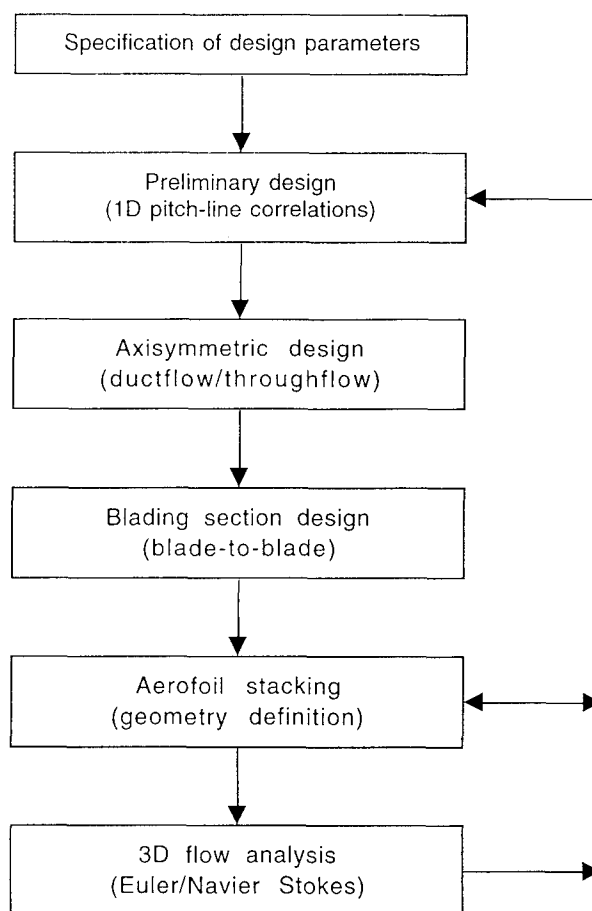 Specification of design parameters
Preliminary design
(1D pitch-line correlations)
Axisymmetric design
(ductflow/throughflow)
Blading section design
(blade-to-blade)
Aerofoil stacking
(geometry definition)
3D flow analysis
(Euler/Navier Stokes)